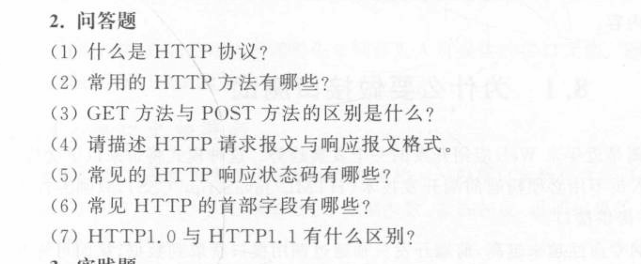 2. 问答题
(1) 什么是 HTTP 协议?
(2) 常用的 HTTP 方法有哪些?
(3) GET 方法与 POST 方法的区别是什么?
(4) 请描述 HTTP 请求报文与响应报文格式。
(5) 常见的 HTTP 响应状态码有哪些?
(6) 常见 HTTP 的首部字段有哪些?
(7) HTTP1.0 与 HTTP1.1 有什么区别?